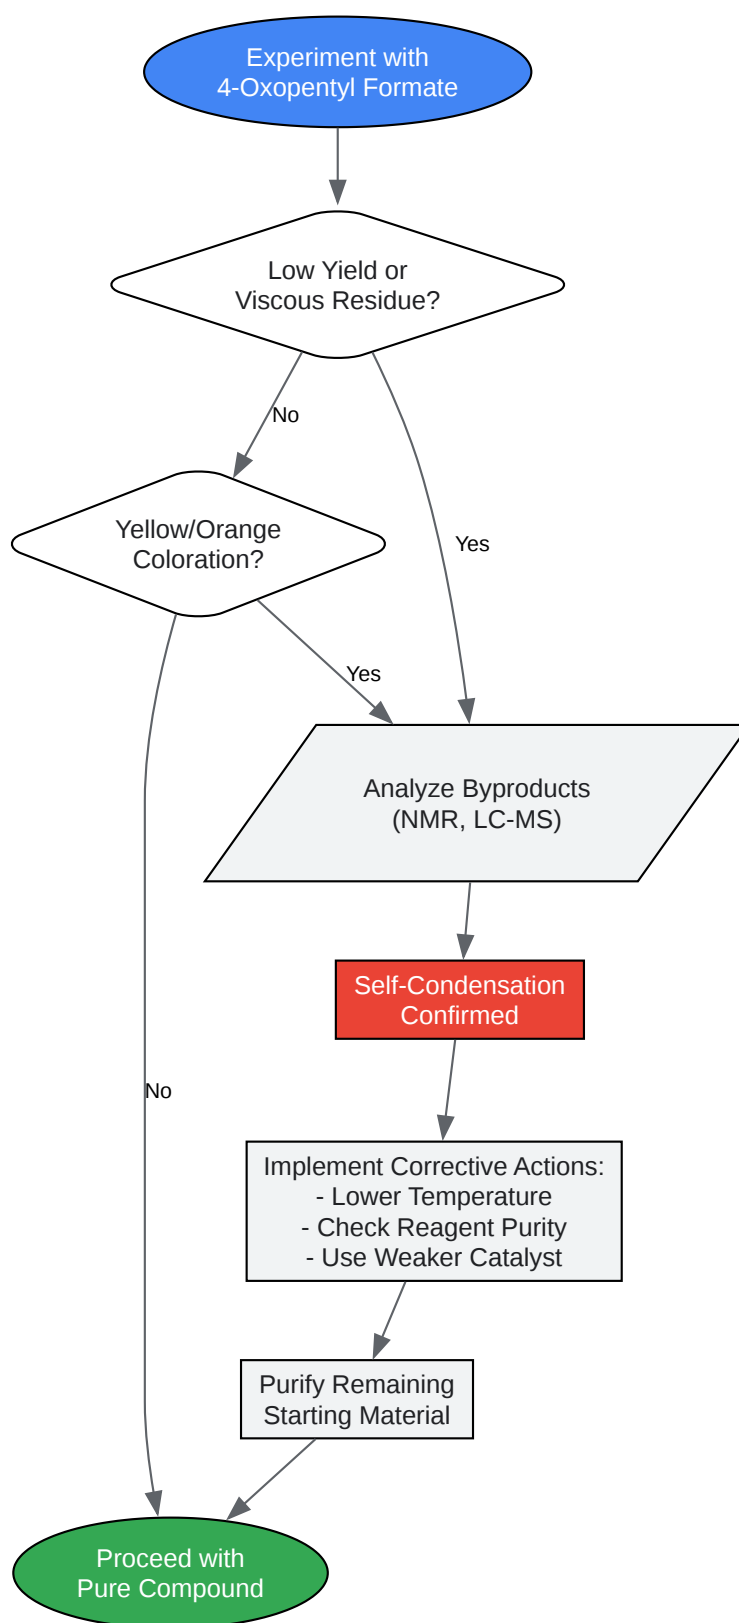 Experiment with
4-Oxopentyl Formate
Low Yield or
Viscous Residue?
No
Yellow/Orange
Coloration?
Yes
Yes
Analyze Byproducts
(NMR, LC-MS)
Self-Condensation
Confirmed
No
Implement Corrective Actions:
- Lower Temperature
- Check Reagent Purity
- Use Weaker Catalyst
Purify Remaining
Starting Material
Proceed with
Pure Compound